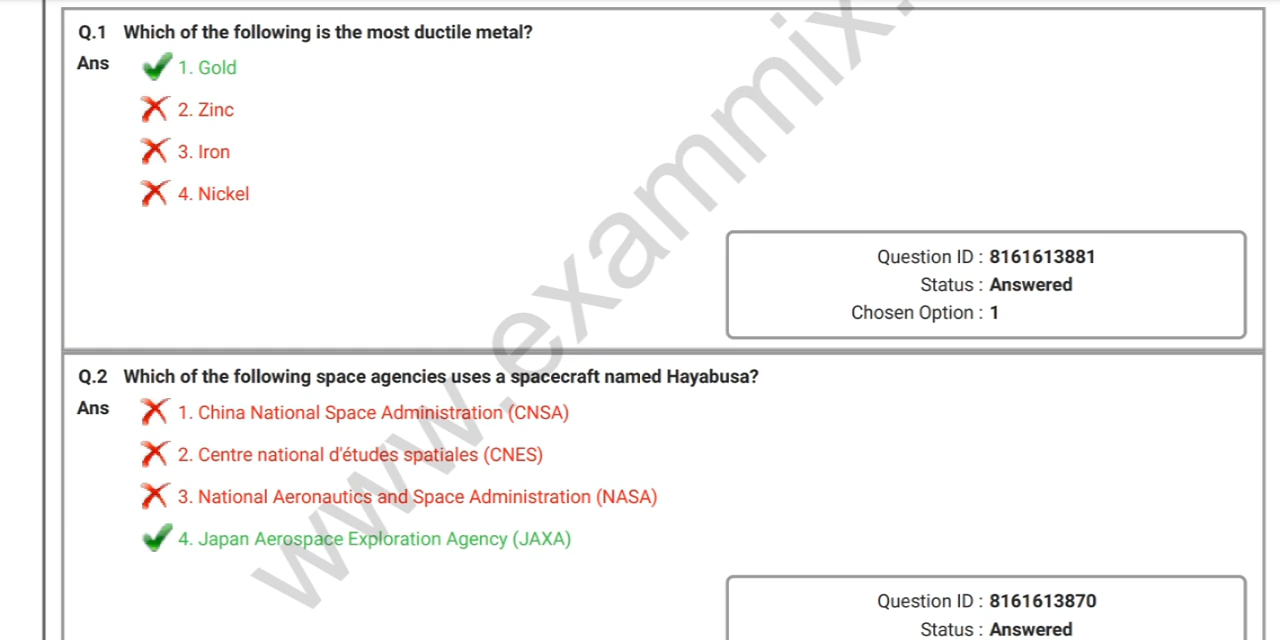 Q.1 Which of the following is the most ductile metal?
Ans 1. Gold
2. Zinc
3. Iron
4. Nickel
Question ID : 8161613881
Status : Answered
Chosen Option : 1
Q.2 Which of the following space agencies uses a spacecraft named Hayabusa?
Ans 1. China National Space Administration (CNSA)
2. Centre national d'études spatiales (CNES)
3. National Aeronautics and Space Administration (NASA)
4. Japan Aerospace Exploration Agency (JAXA)
Question ID : 8161613870
Status : Answered
www.exammix.